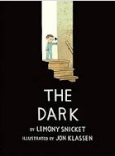 THE
DARK
BY LEMONY SNICKET
ILLUSTRATED BY JON KLASSEN